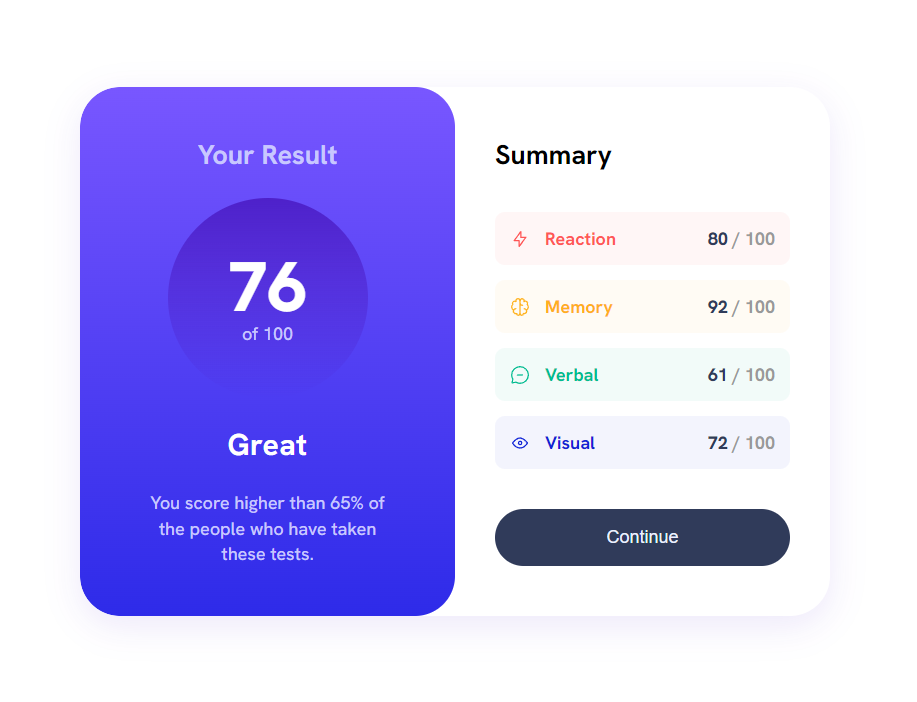 Your Result
76
of 100
Great
You score higher than 65% of
the people who have taken
these tests.
Summary
Reaction 80 / 100
Memory 92 / 100
Verbal 61 / 100
Visual 72 / 100
Continue